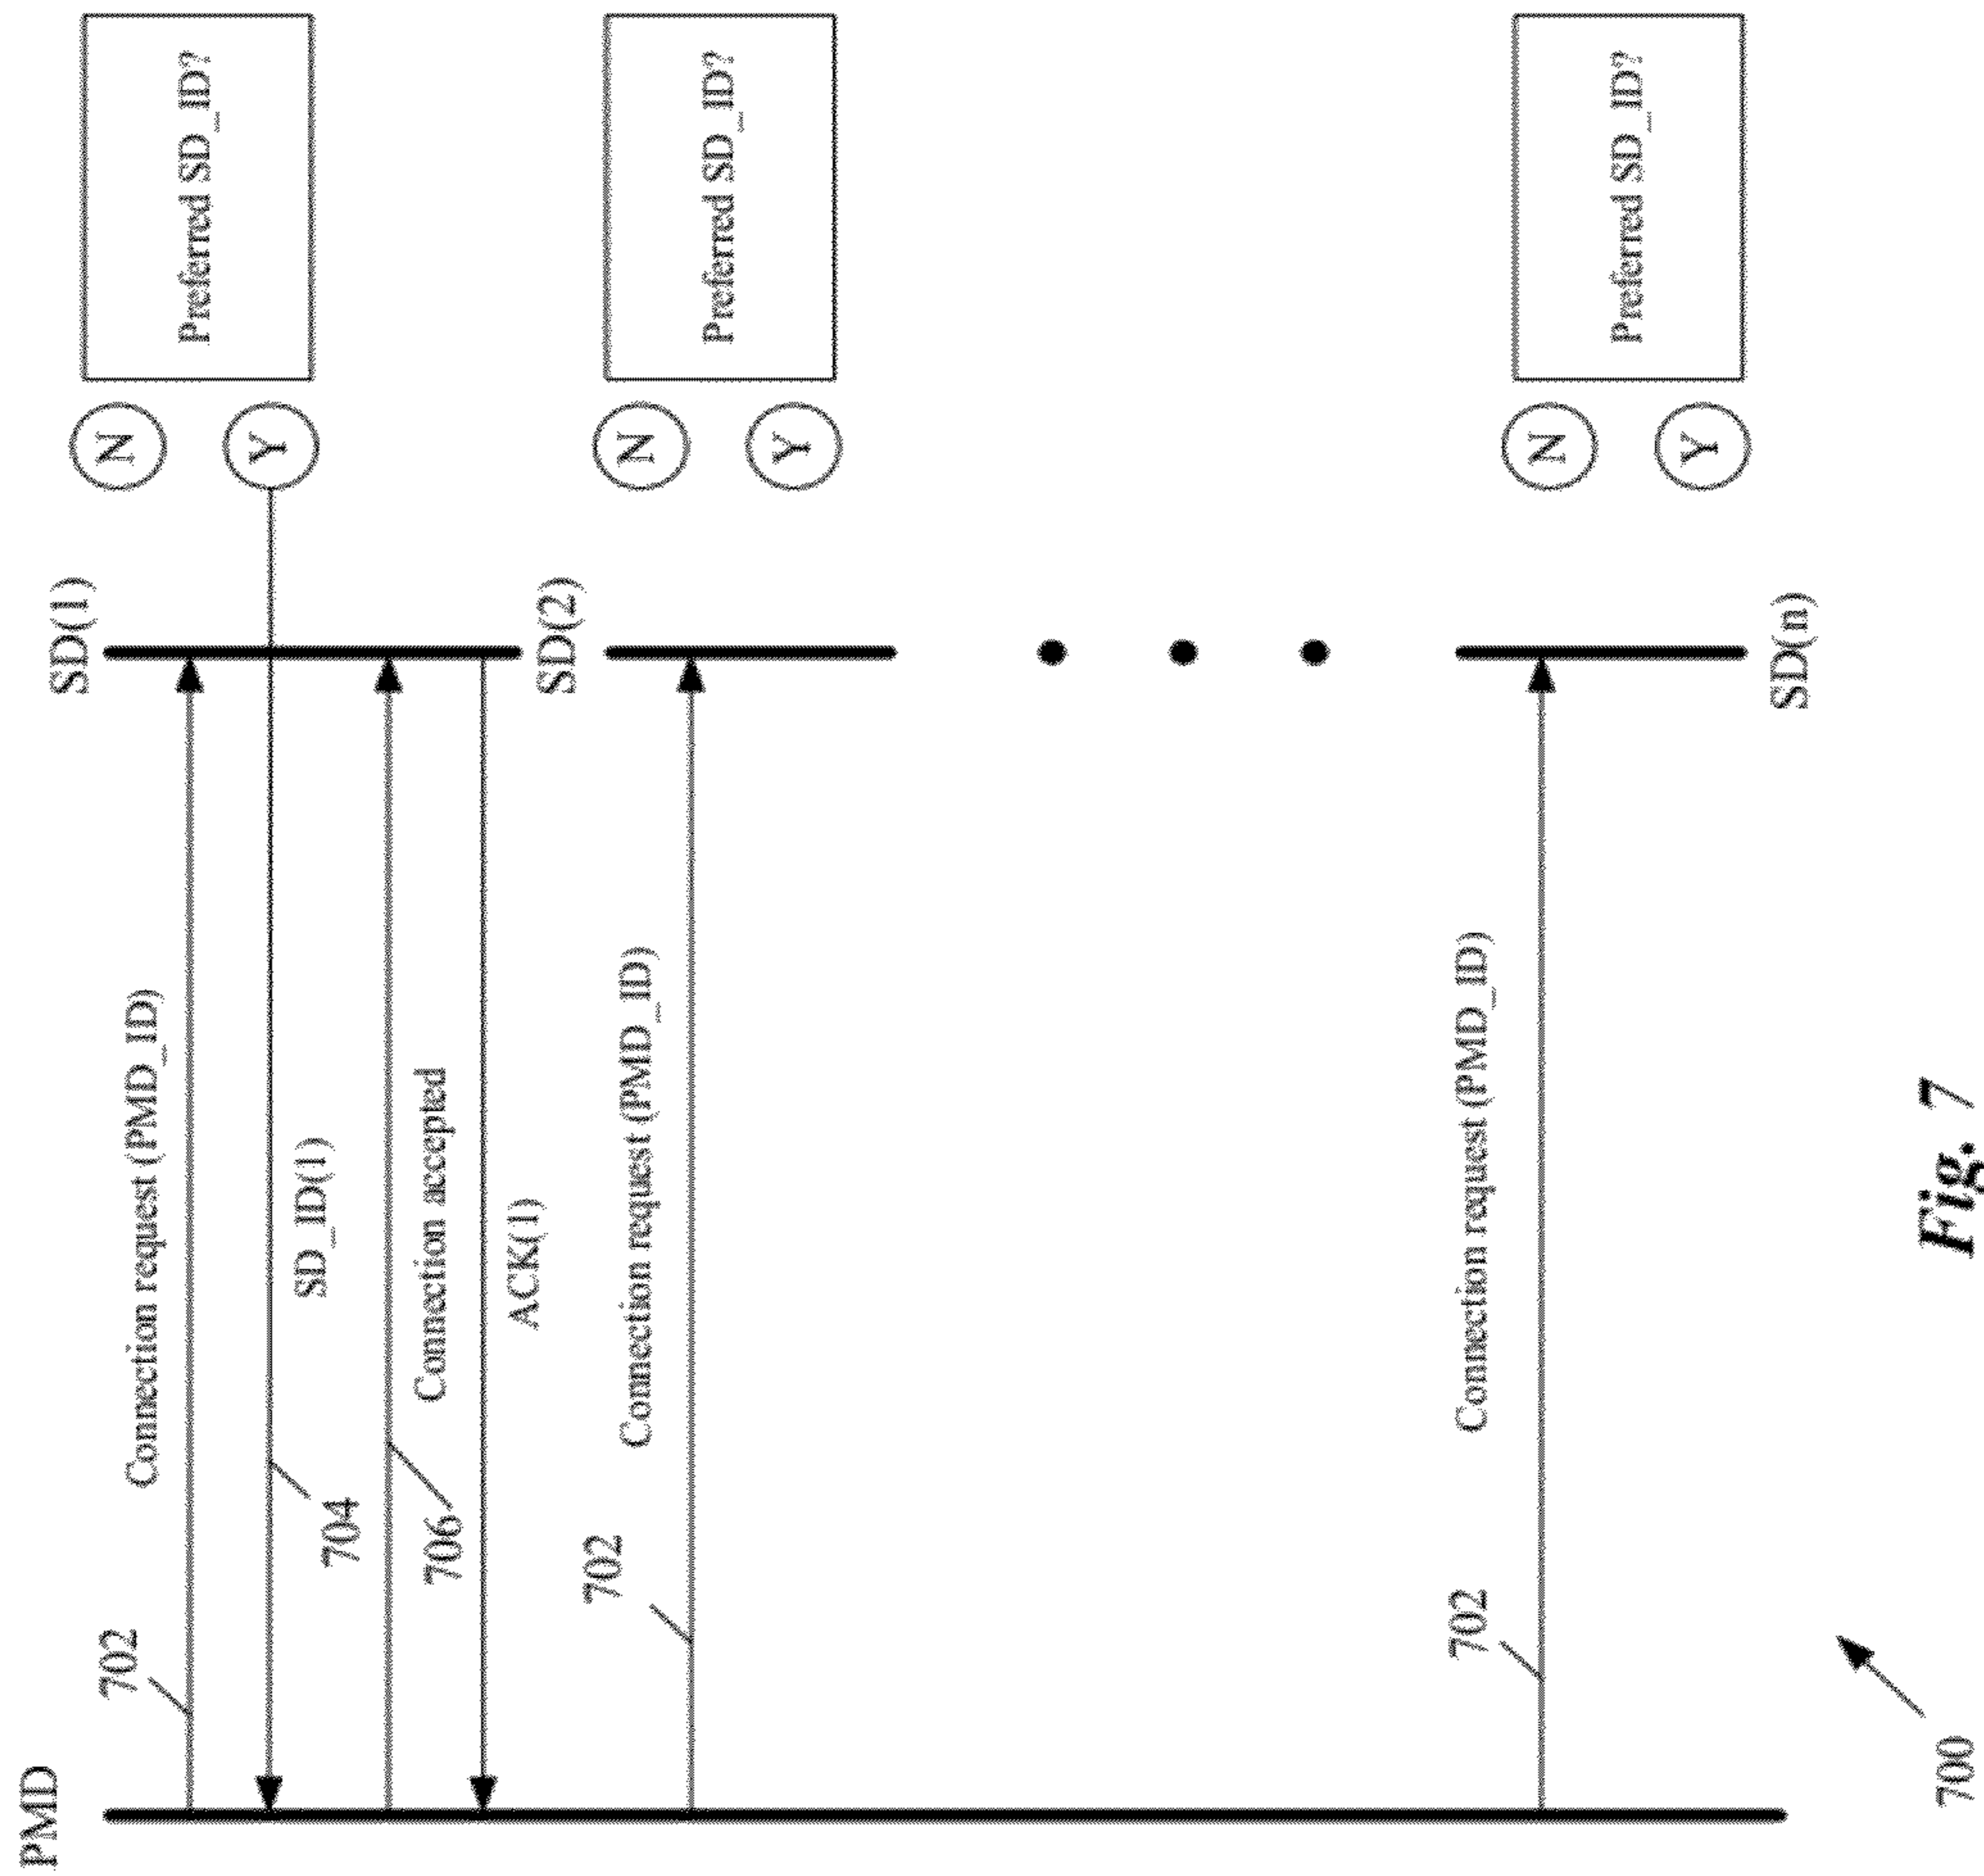 PMD
SD(1)
702
Connection request (PMD_ID)
N
Preferred SD_ID?
Y
704
SD_ID(1)
706
Connection accepted
ACK(1)
SD(2)
702
Connection request (PMD_ID)
N
Preferred SD_ID?
Y
702
Connection request (PMD_ID)
N
Preferred SD_ID?
Y
SD(n)
700
Fig. 7